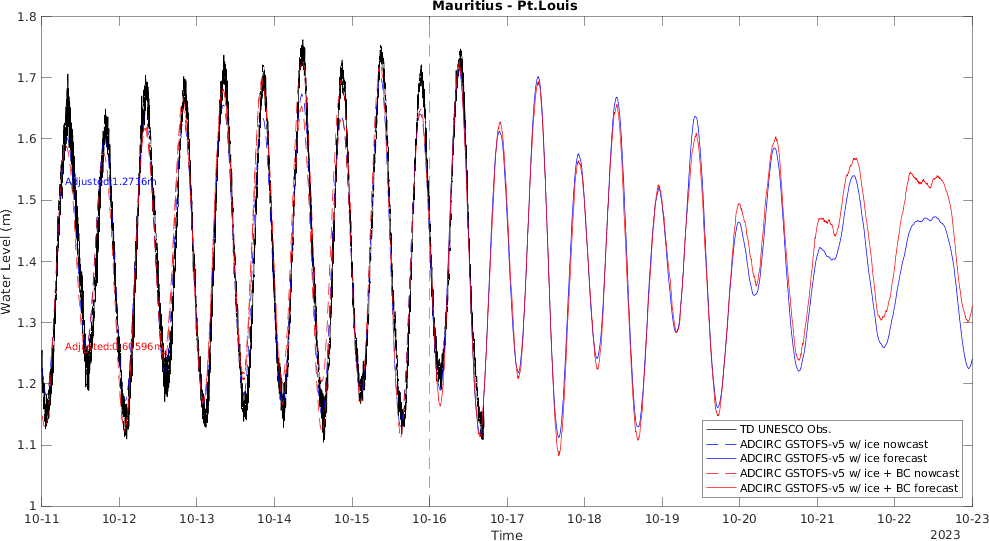 Mauritius - Pt.Louis
1.8
1.7
1.6
1.5
1.4
1.3
1.2
1.1
1
Water Level (m)
Adjusted:1.2716m
Adjusted:0.60596m
TD UNESCO Obs.
ADCIRC GSTOFS-v5 w/ ice nowcast
ADCIRC GSTOFS-v5 w/ ice forecast
ADCIRC GSTOFS-v5 w/ ice + BC nowcast
ADCIRC GSTOFS-v5 w/ ice + BC forecast
10-11 10-12 10-13 10-14 10-15 10-16 10-17 10-18 10-19 10-20 10-21 10-22 10-23
Time
2023